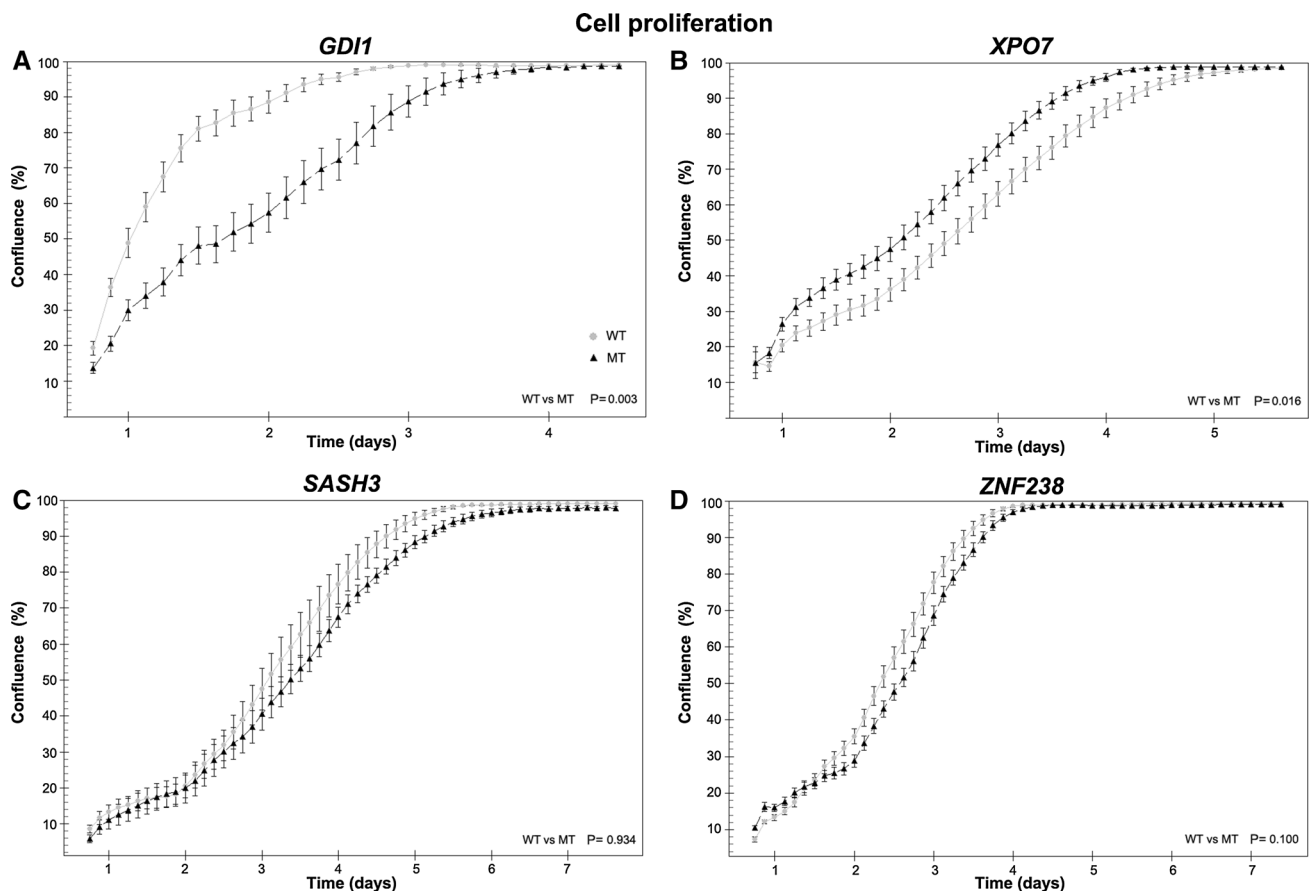 Cell proliferation
A
GDI1
100
90
80
70
60
50
40
30
20
10
Confluence (%)
WT
MT
WT vs MT P= 0.003
1 2 3 4
Time (days)
B
XPO7
100
90
80
70
60
50
40
30
20
10
Confluence (%)
WT vs MT P= 0.016
1 2 3 4 5
Time (days)
C
SASH3
100
90
80
70
60
50
40
30
20
10
Confluence (%)
WT vs MT P= 0.934
1 2 3 4 5 6 7
Time (days)
D
ZNF238
100
90
80
70
60
50
40
30
20
10
Confluence (%)
WT vs MT P= 0.100
1 2 3 4 5 6 7
Time (days)